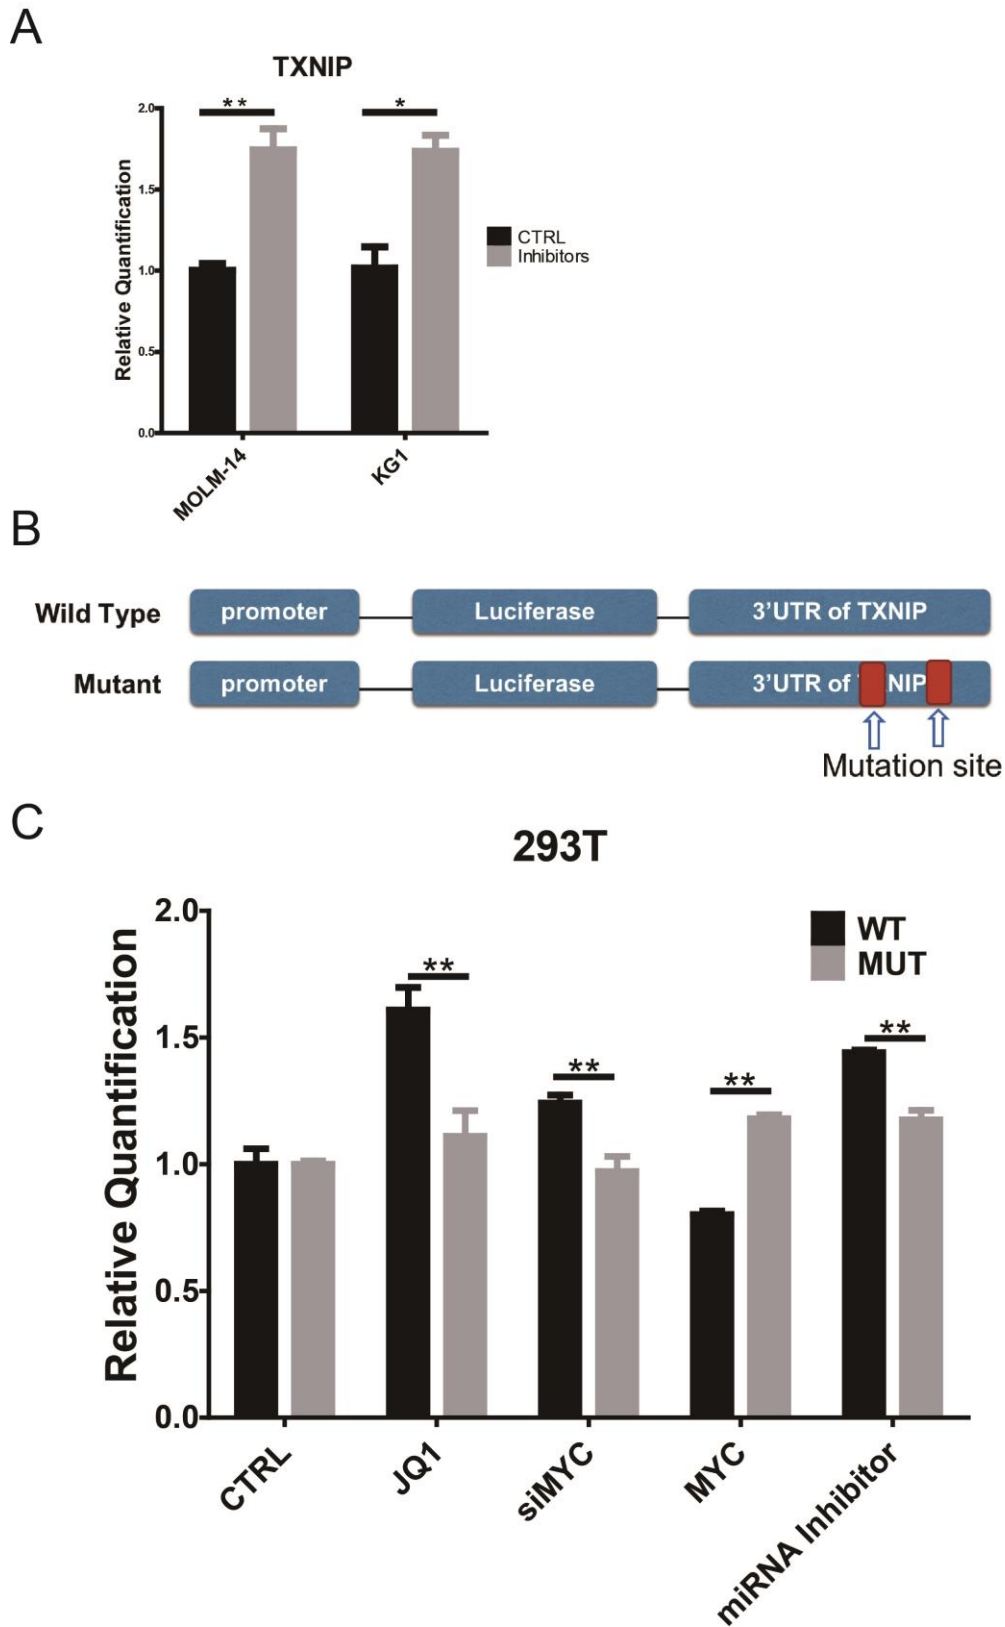 A
TXNIP
** *
2.0
1.5
1.0
0.5
0.0
Relative Quantification
CTRL
Inhibitors
MOLM-14 KG1
B
Wild Type promoter Luciferase 3'UTR of TXNIP
Mutant promoter Luciferase 3'UTR of T NIP
Mutation site
C
293T
2.0
1.5
1.0
0.5
0.0
Relative Quantification
WT
MUT
** ** ** **
CTRL JQ1 siMYC MYC miRNA Inhibitor